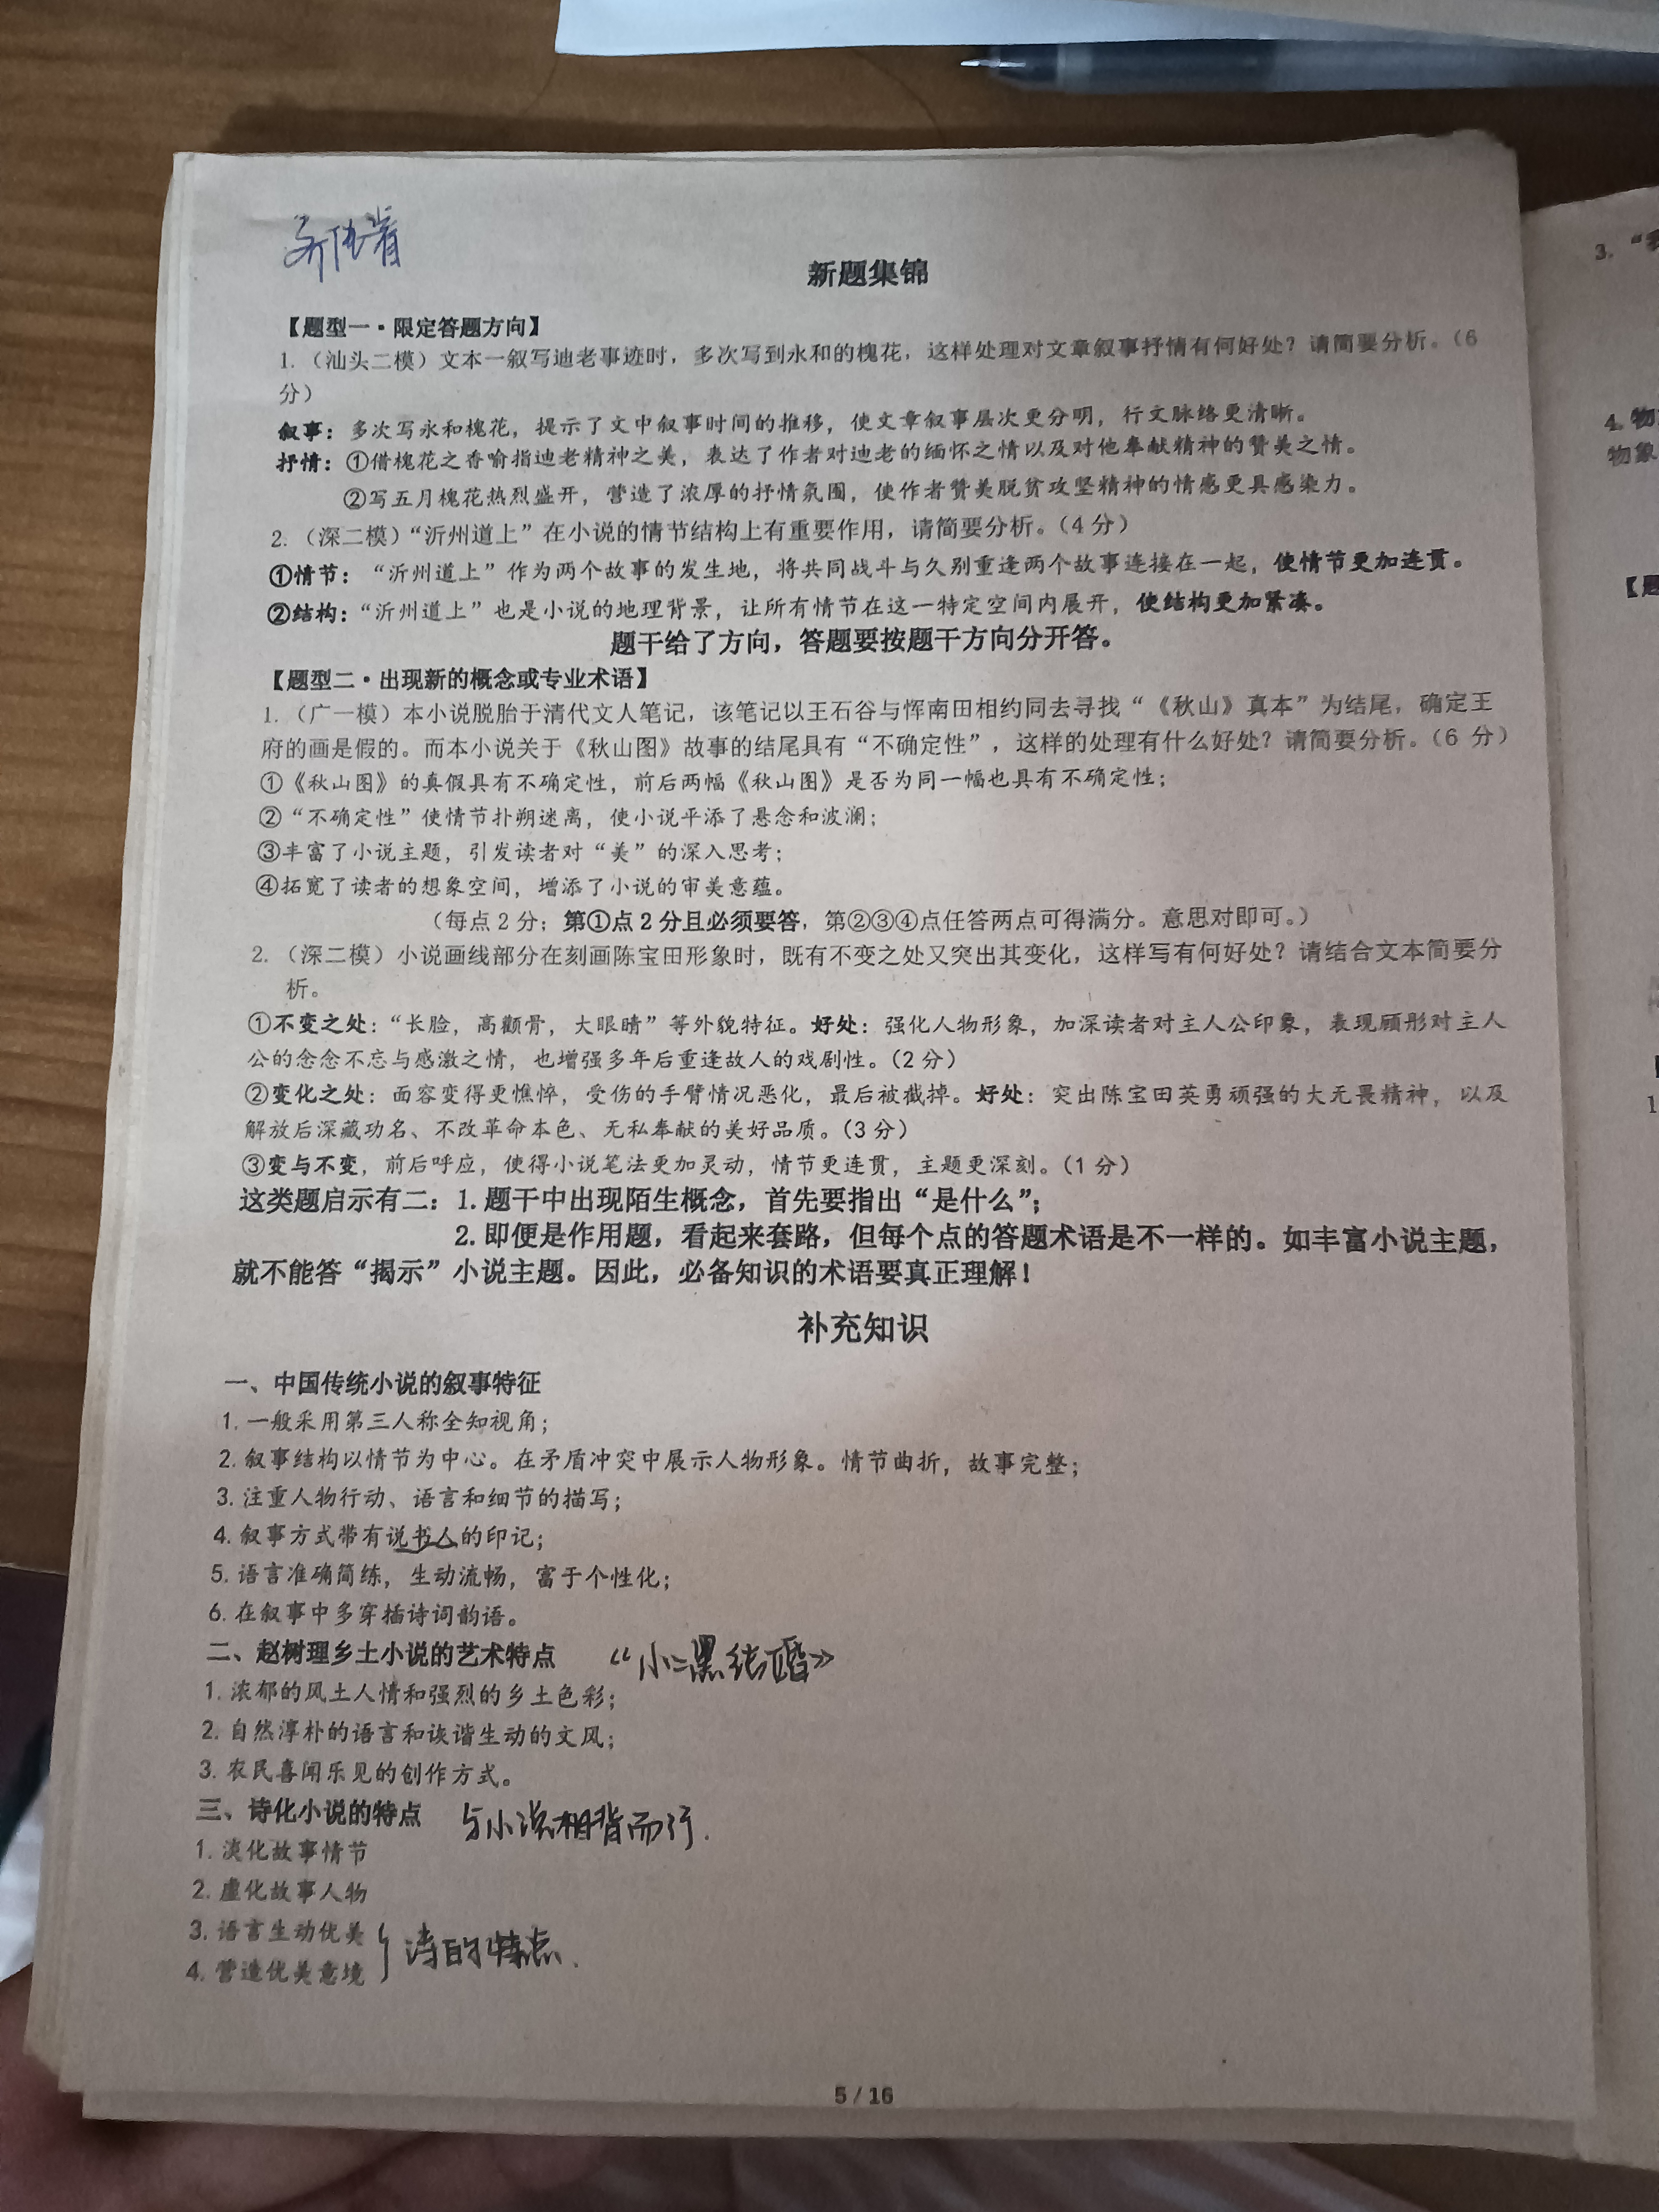 新题集锦
【题型一·限定答题方向】
1.（汕头二模）文本一叙写迪老事迹时，多次写到永和的槐花，这样处理对文章叙事抒情有何好处？请简要分析。（6
分）
叙事：多次写永和槐花，提示了文中叙事时间的推移，使文章叙事层次更分明，行文脉络更清晰。
抒情：①借槐花之香喻指迪老精神之美，表达了作者对迪老的缅怀之情以及对他奉献精神的赞美之情。
②写五月槐花热烈盛开，营造了浓厚的抒情氛围，使作者赞美脱贫攻坚精神的情感更具感染力。
2.（深二模）“沂州道上”在小说的情节结构上有重要作用，请简要分析。（4分）
①情节：“沂州道上”作为两个故事的发生地，将共同战斗与久别重逢两个故事连接在一起，使情节更加连贯。
②结构：“沂州道上”也是小说的地理背景，让所有情节在这一特定空间内展开，使结构更加紧凑。
题干给了方向，答题要按题干方向分开答。
【题型二·出现新的概念或专业术语】
1.（广一模）本小说脱胎于清代文人笔记，该笔记以王石谷与恽南田相约同去寻找“《秋山》真本”为结尾，确定王
府的画是假的。而本小说关于《秋山图》故事的结尾具有“不确定性”，这样的处理有什么好处？请简要分析。（6 分）
①《秋山图》的真假具有不确定性，前后两幅《秋山图》是否为同一幅也具有不确定性；
②“不确定性”使情节扑朔迷离，使小说平添了悬念和波澜；
③丰富了小说主题，引发读者对“美”的深入思考；
④拓宽了读者的想象空间，增添了小说的审美意蕴。
（每点2分；第①点2分且必须要答，第②③④点任答两点可得满分。意思对即可。）
2.（深二模）小说画线部分在刻画陈宝田形象时，既有不变之处又突出其变化，这样写有何好处？请结合文本简要分
析。
①不变之处：“长脸，高颧骨，大眼睛”等外貌特征。好处：强化人物形象，加深读者对主人公印象，表现顾彤对主人
公的念念不忘与感激之情，也增强多年后重逢故人的戏剧性。（2分）
②变化之处：面容变得更憔悴，受伤的手臂情况恶化，最后被截掉。好处：突出陈宝田英勇顽强的大无畏精神，以及
解放后深藏功名、不改革命本色、无私奉献的美好品质。（3分）
③变与不变，前后呼应，使得小说笔法更加灵动，情节更连贯，主题更深刻。（1分）
这类题启示有二：1.题干中出现陌生概念，首先要指出“是什么”；
2.即便是作用题，看起来套路，但每个点的答题术语是不一样的。如丰富小说主题，
就不能答“揭示”小说主题。因此，必备知识的术语要真正理解！
补充知识
一、中国传统小说的叙事特征
1.一般采用第三人称全知视角；
2.叙事结构以情节为中心。在矛盾冲突中展示人物形象。情节曲折，故事完整；
3.注重人物行动、语言和细节的描写；
4.叙事方式带有说书人的印记；
5.语言准确简练，生动流畅，富于个性化；
6.在叙事中多穿插诗词韵语。
二、赵树理乡土小说的艺术特点 《小二黑结婚》
1.浓郁的风土人情和强烈的乡土色彩；
2.自然淳朴的语言和诙谐生动的文风；
3.农民喜闻乐见的创作方式。
三、诗化小说的特点 与小说相背而行.
1.淡化故事情节
2.虚化故事人物
3.语言生动优美
4.营造优美意境
诗的特点.
5 / 16
3.“
4.物
物象
【题
1